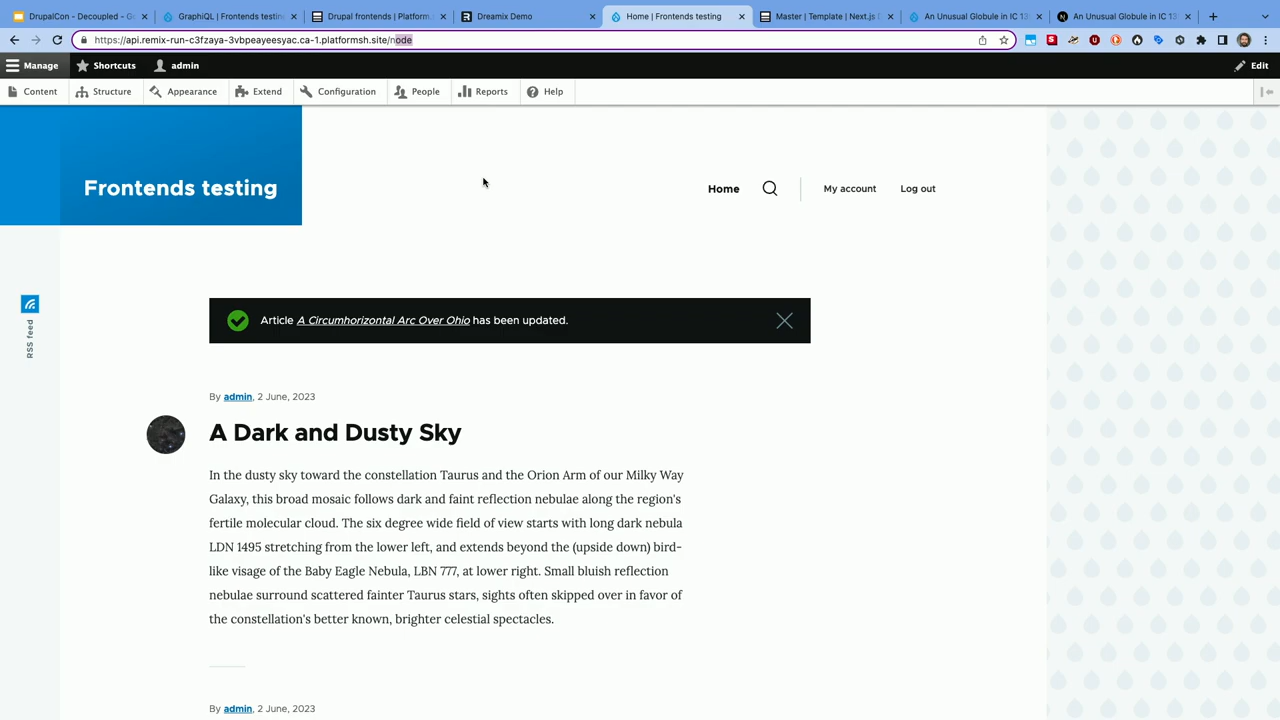 DrupalCon - Decoupled - G
GraphiQL | Frontends testin
Drupal frontends | Platform.
Dreamix Demo
Home | Frontends testing
Master | Template | Next.js
An Unusual Globule in IC 13
An Unusual Globule in IC 13
https://api.remix-run-c3fzaya-3vbpeayeesyac.ca-1.platformsh.site/node
Manage
Shortcuts
admin
Edit
Content
Structure
Appearance
Extend
Configuration
People
Reports
Help
Frontends testing
Home
My account
Log out
RSS feed
Article A Circumhorizontal Arc Over Ohio has been updated.
By admin, 2 June, 2023
A Dark and Dusty Sky
In the dusty sky toward the constellation Taurus and the Orion Arm of our Milky Way
Galaxy, this broad mosaic follows dark and faint reflection nebulae along the region's
fertile molecular cloud. The six degree wide field of view starts with long dark nebula
LDN 1495 stretching from the lower left, and extends beyond the (upside down) bird-
like visage of the Baby Eagle Nebula, LBN 777, at lower right. Small bluish reflection
nebulae surround scattered fainter Taurus stars, sights often skipped over in favor of
the constellation's better known, brighter celestial spectacles.
By admin, 2 June, 2023